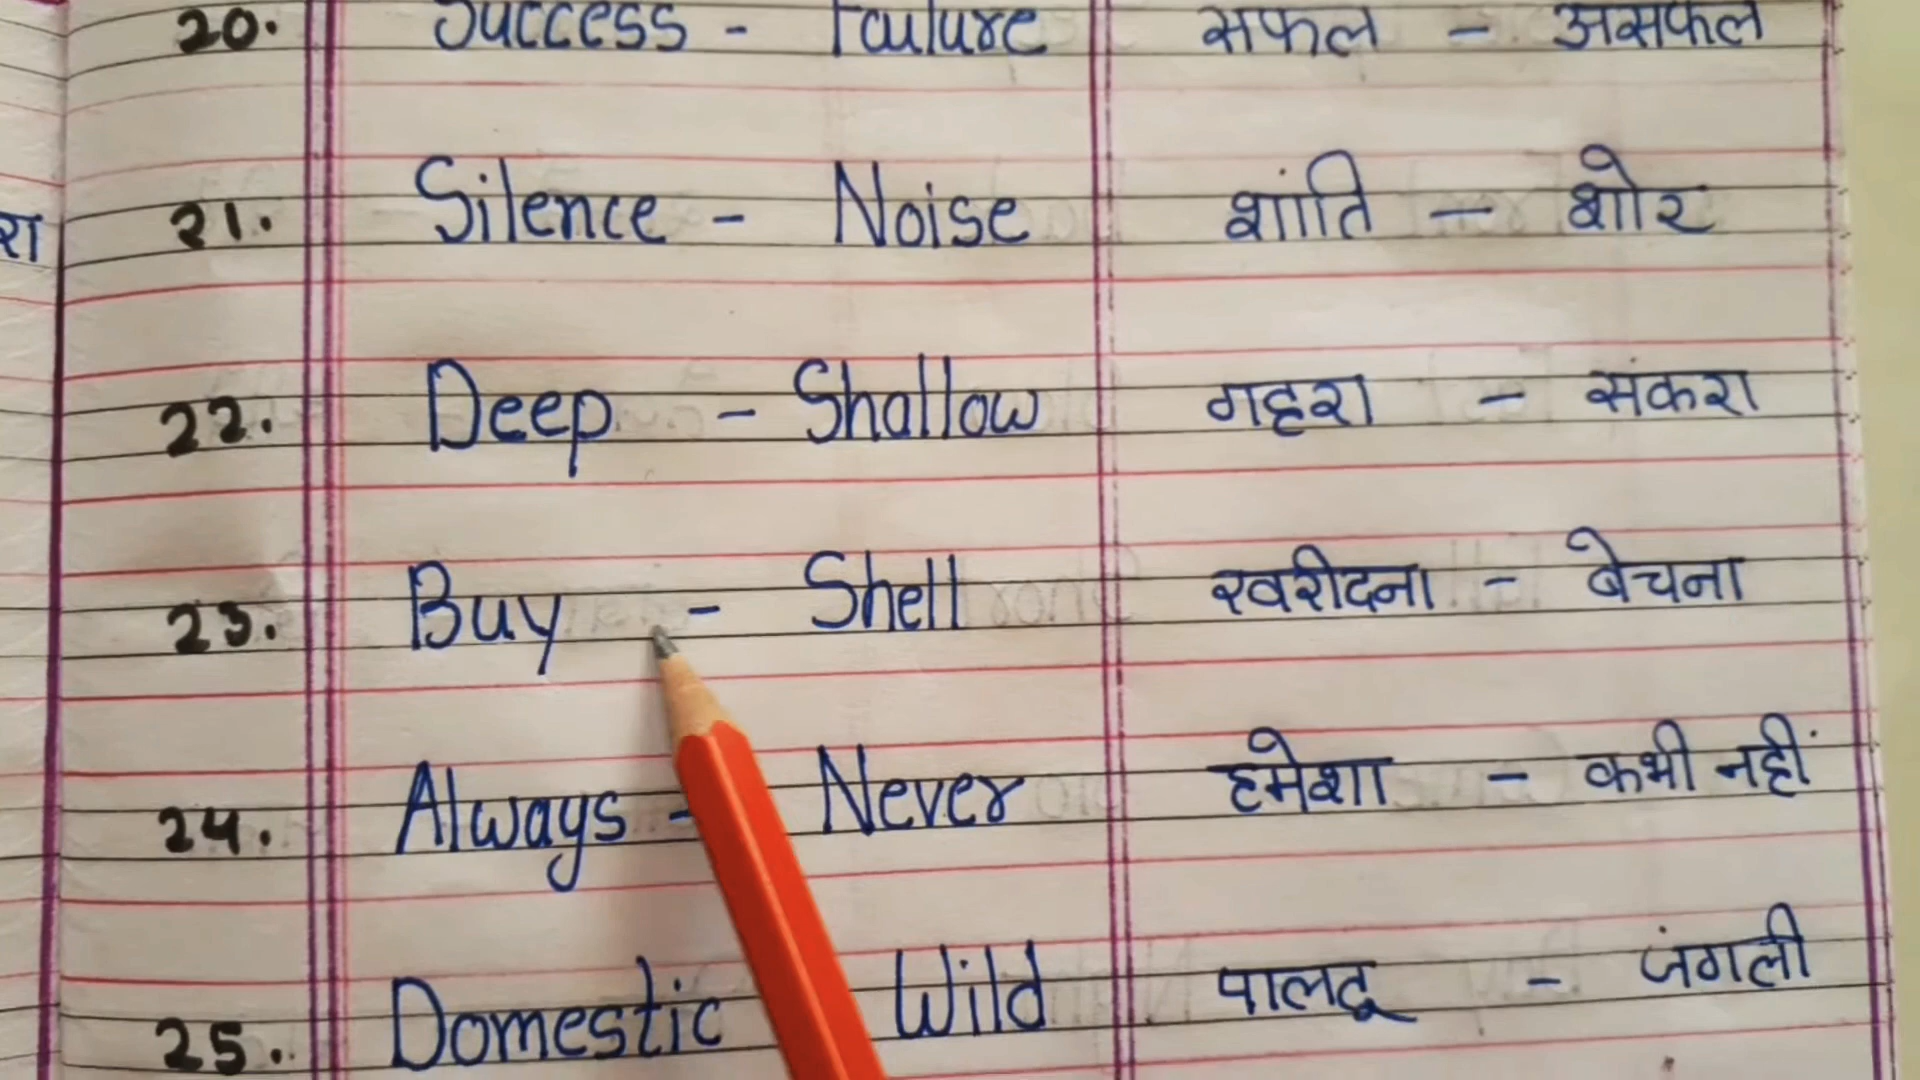 20. Success - Failure सफल - असफल
21. Silence - Noise शांति - शोर
रा
22. Deep - Shallow गहरा - संकरा
23. Buy - Shell खरीदना - बेचना
24. Always - Never हमेशा - कभी नहीं
25. Domestic Wild पालतू - जंगली